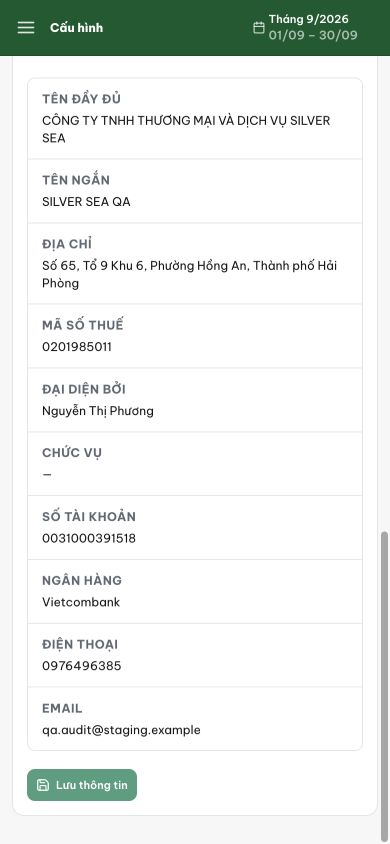 Cấu hình
Tháng 9/2026
01/09 – 30/09
TÊN ĐẦY ĐỦ
CÔNG TY TNHH THƯƠNG MẠI VÀ DỊCH VỤ SILVER
SEA
TÊN NGẮN
SILVER SEA QA
ĐỊA CHỈ
Số 65, Tổ 9 Khu 6, Phường Hồng An, Thành phố Hải
Phòng
MÃ SỐ THUẾ
0201985011
ĐẠI DIỆN BỞI
Nguyễn Thị Phương
CHỨC VỤ
—
SỐ TÀI KHOẢN
0031000391518
NGÂN HÀNG
Vietcombank
ĐIỆN THOẠI
0976496385
EMAIL
qa.audit@staging.example
Lưu thông tin